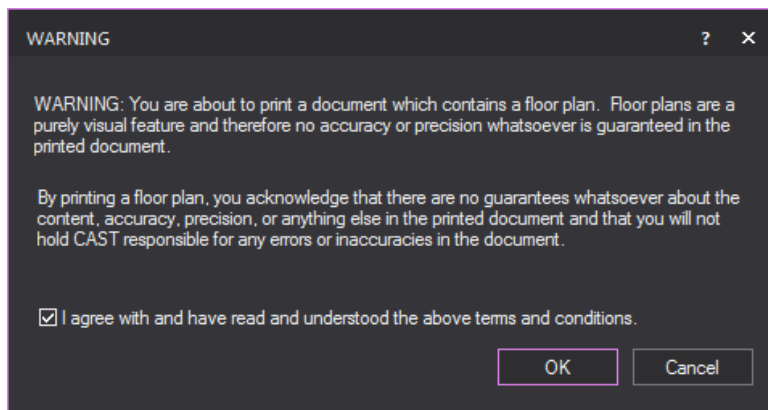 WARNING
? ×
WARNING: You are about to print a document which contains a floor plan.  Floor plans are a
purely visual feature and therefore no accuracy or precision whatsoever is guaranteed in the
printed document.
By printing a floor plan, you acknowledge that there are no guarantees whatsoever about the
content, accuracy, precision, or anything else in the printed document and that you will not
hold CAST responsible for any errors or inaccuracies in the document.
I agree with and have read and understood the above terms and conditions.
OK Cancel